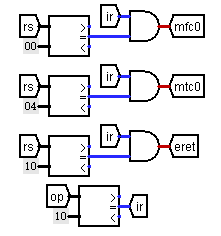 ir
rs > = < mfc0
00
ir
rs > = < mtc0
04
ir
rs > = < eret
10
op > = < ir
10